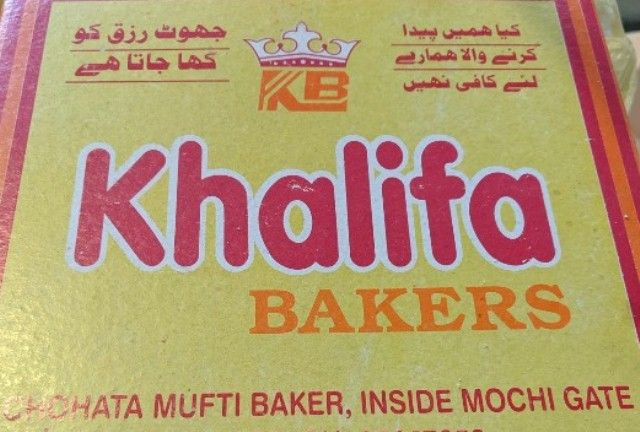 کیا ھمیں پیدا
کرنے والا ھمارے
لئے کافی نھیں
جھوٹ رزق کو
کھا جاتا ھے
KB
Khalifa
BAKERS
CHOHATA MUFTI BAKER, INSIDE MOCHI GATE